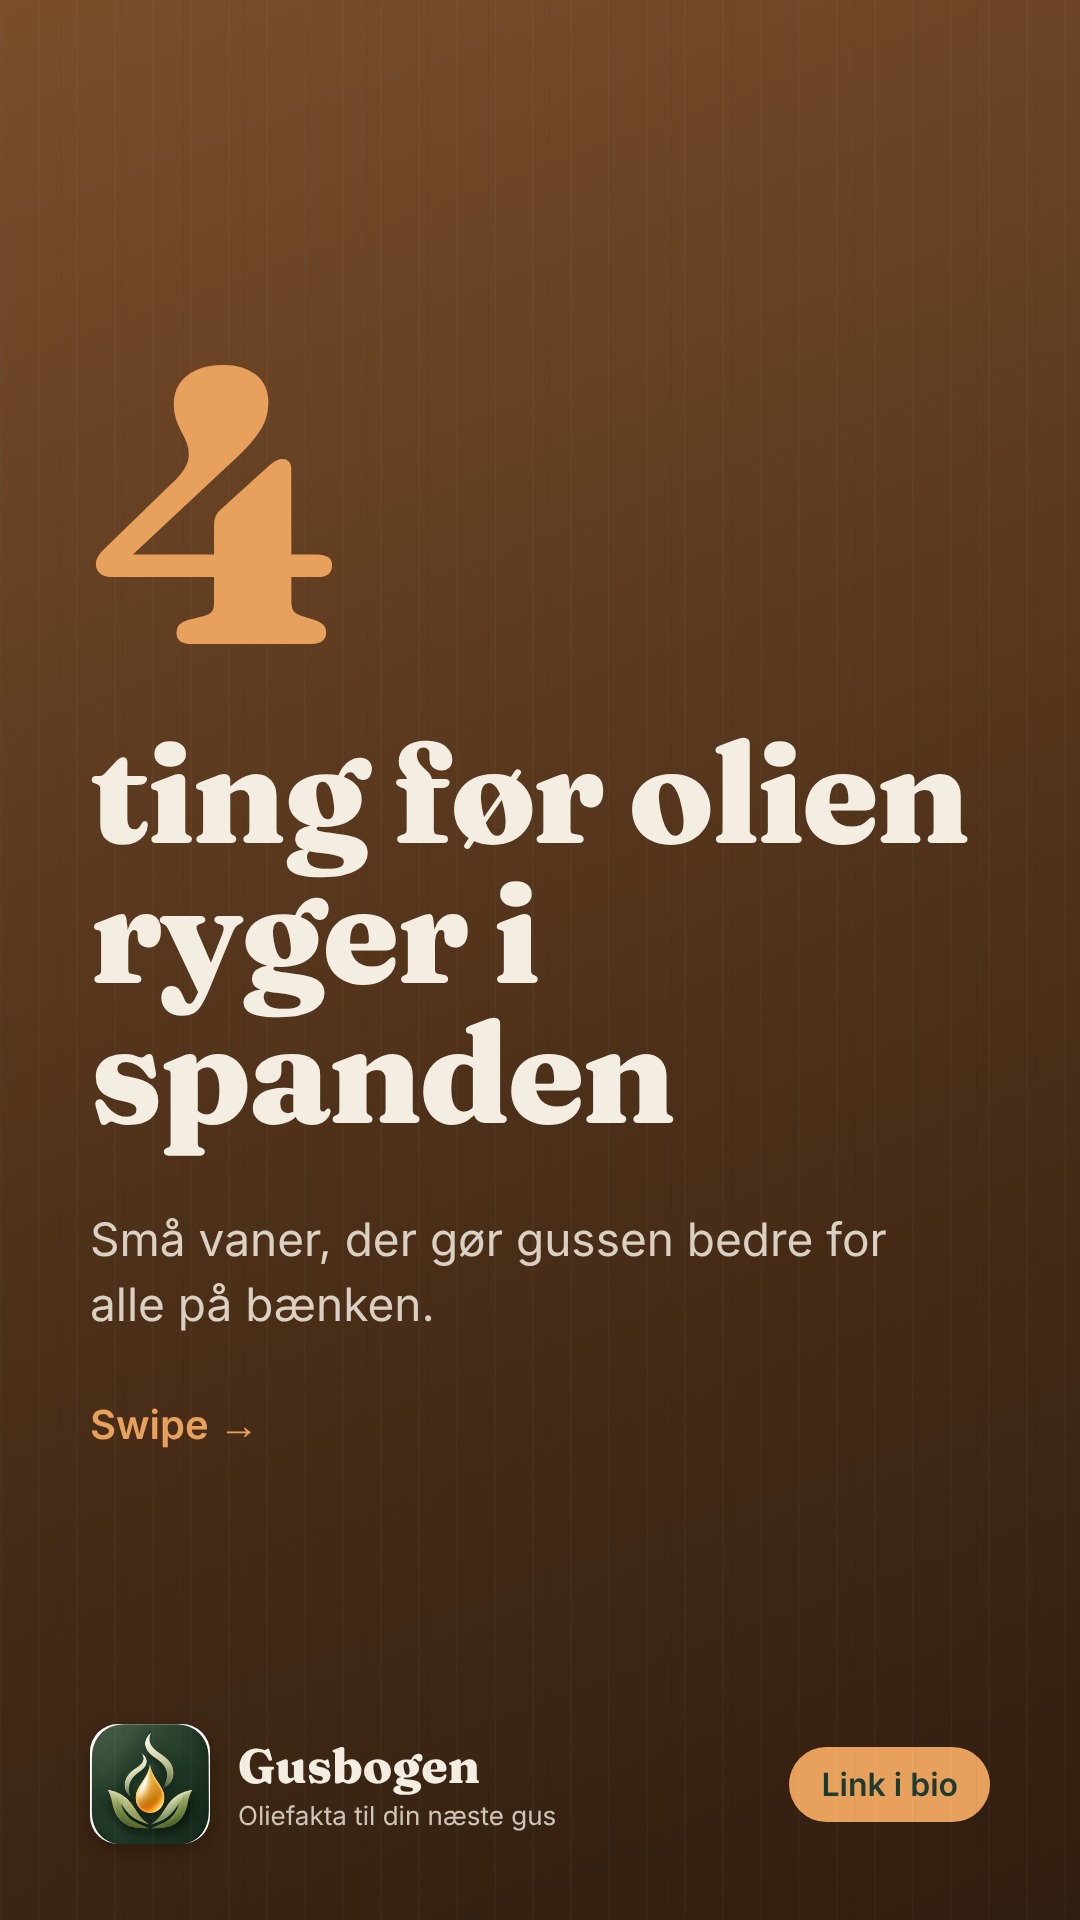 4
ting før olien
ryger i
spanden
Små vaner, der gør gussen bedre for
alle på bænken.
Swipe →
Gusbogen
Oliefakta til din næste gus
Link i bio